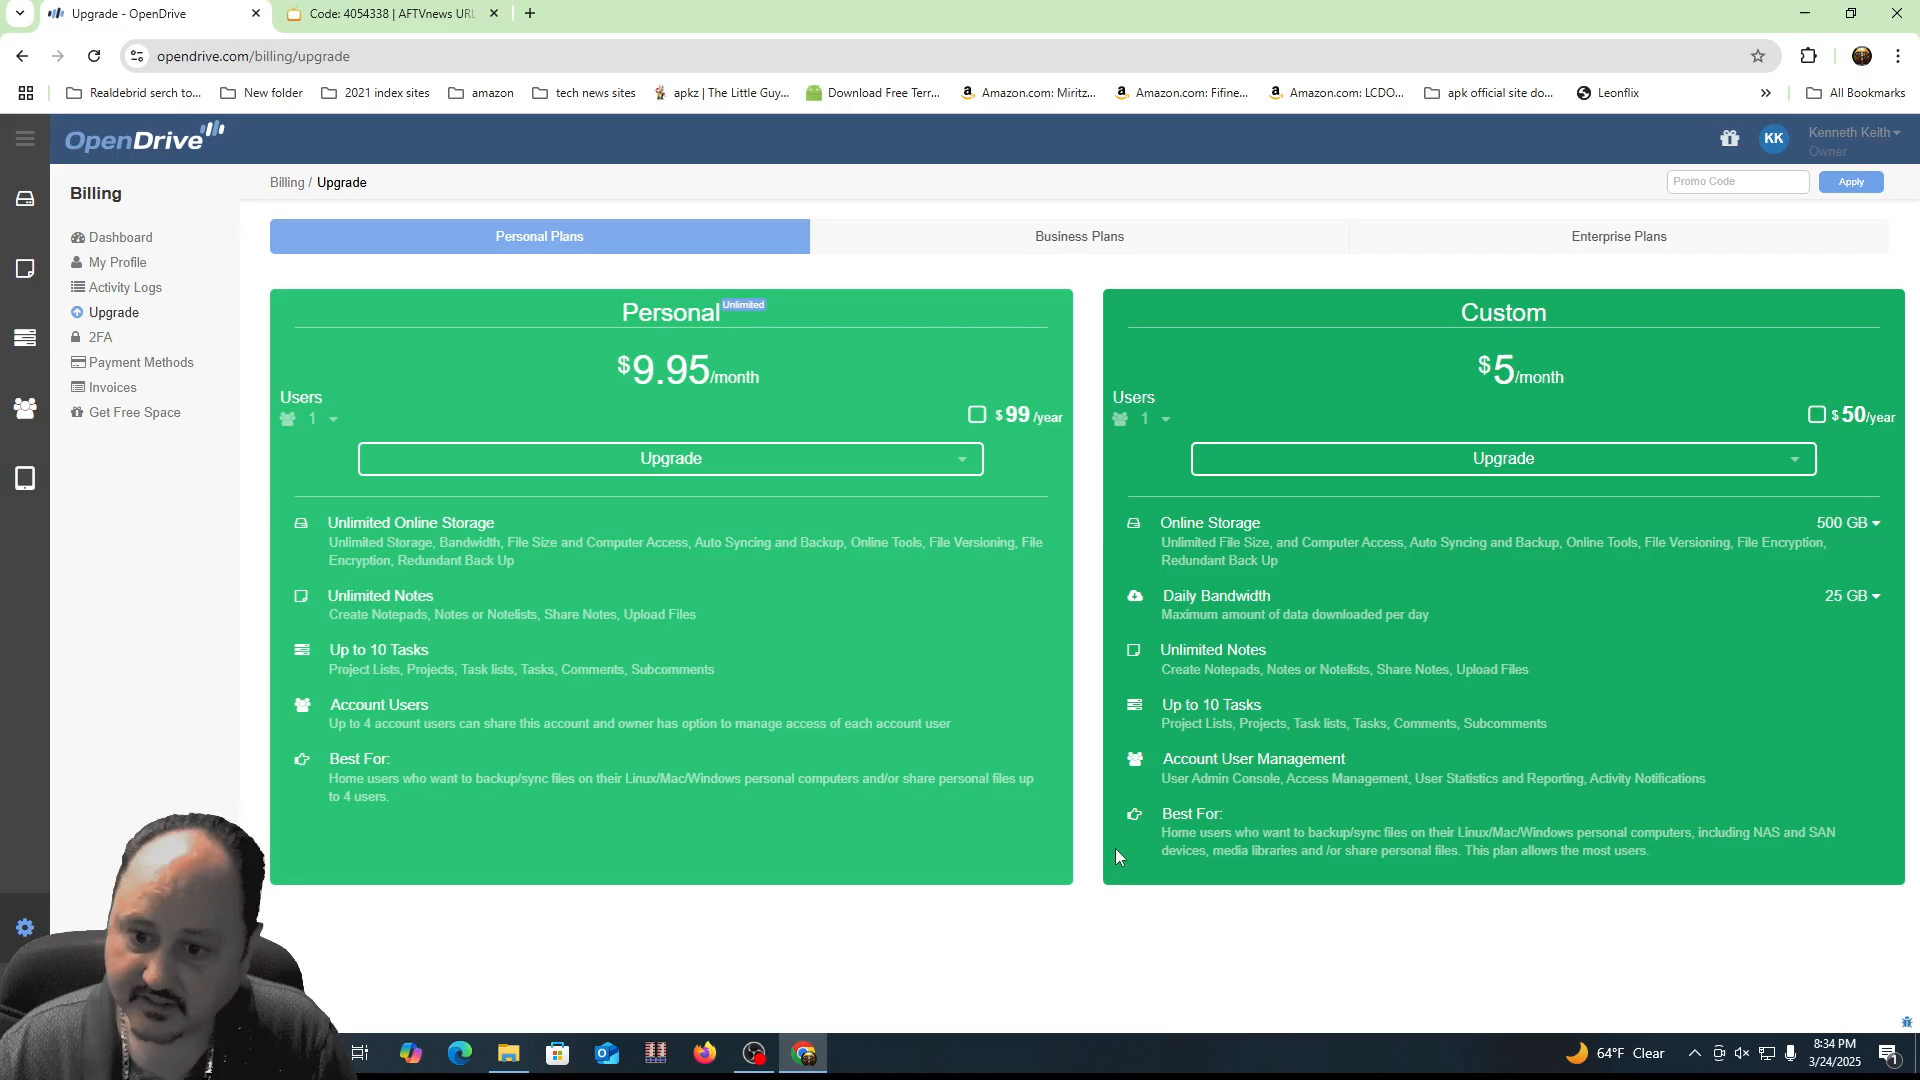 Upgrade - OpenDrive
Code: 4054338 | AFTVnews URL
opendrive.com/billing/upgrade
Realdebrid serch to...
New folder
2021 index sites
amazon
tech news sites
apkz | The Little Guy...
Download Free Terr...
Amazon.com: Miritz...
Amazon.com: Fifine...
Amazon.com: LCDO...
apk official site do...
Leonflix
»
All Bookmarks
OpenDrive
KK
Kenneth Keith
Owner
Billing
Dashboard
My Profile
Activity Logs
Upgrade
2FA
Payment Methods
Invoices
Get Free Space
Billing / Upgrade
Promo Code
Apply
Personal Plans
Business Plans
Enterprise Plans
Personal Unlimited
$9.95/month
Users
1
$99/year
Upgrade
Unlimited Online Storage
Unlimited Storage, Bandwidth, File Size and Computer Access, Auto Syncing and Backup, Online Tools, File Versioning, File
Encryption, Redundant Back Up
Unlimited Notes
Create Notepads, Notes or Notelists, Share Notes, Upload Files
Up to 10 Tasks
Project Lists, Projects, Task lists, Tasks, Comments, Subcomments
Account Users
Up to 4 account users can share this account and owner has option to manage access of each account user
Best For:
Home users who want to backup/sync files on their Linux/Mac/Windows personal computers and/or share personal files up
to 4 users.
Custom
$5/month
Users
1
$50/year
Upgrade
Online Storage
500 GB
Unlimited File Size, and Computer Access, Auto Syncing and Backup, Online Tools, File Versioning, File Encryption,
Redundant Back Up
Daily Bandwidth
25 GB
Maximum amount of data downloaded per day
Unlimited Notes
Create Notepads, Notes or Notelists, Share Notes, Upload Files
Up to 10 Tasks
Project Lists, Projects, Task lists, Tasks, Comments, Subcomments
Account User Management
User Admin Console, Access Management, User Statistics and Reporting, Activity Notifications
Best For:
Home users who want to backup/sync files on their Linux/Mac/Windows personal computers, including NAS and SAN
devices, media libraries and /or share personal files. This plan allows the most users.
64°F Clear
8:34 PM
3/24/2025
1